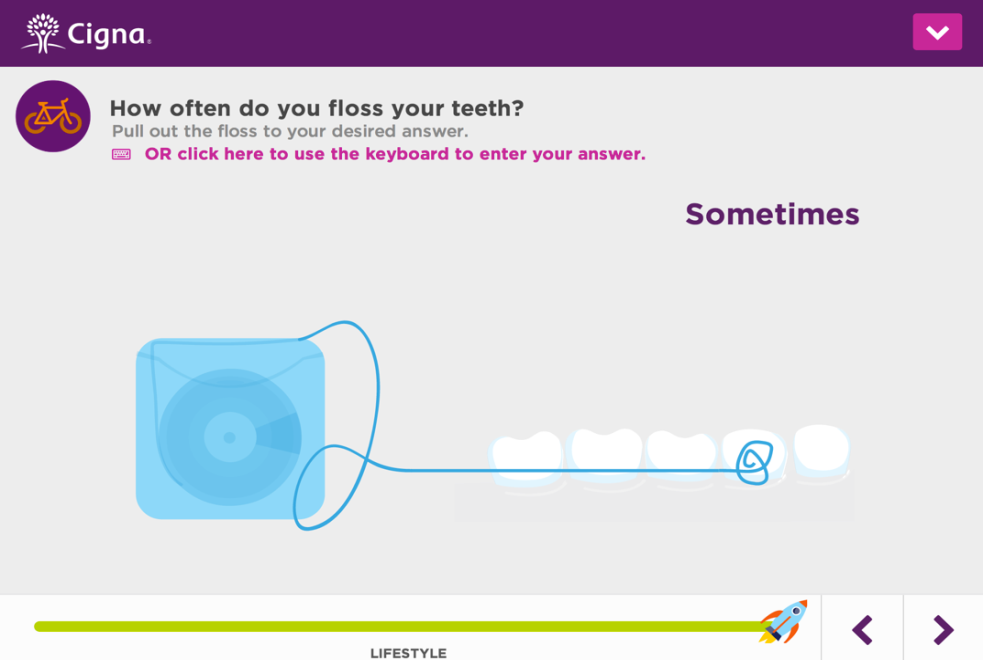 Cigna®
How often do you floss your teeth?
Pull out the floss to your desired answer.
OR click here to use the keyboard to enter your answer.
Sometimes
LIFESTYLE